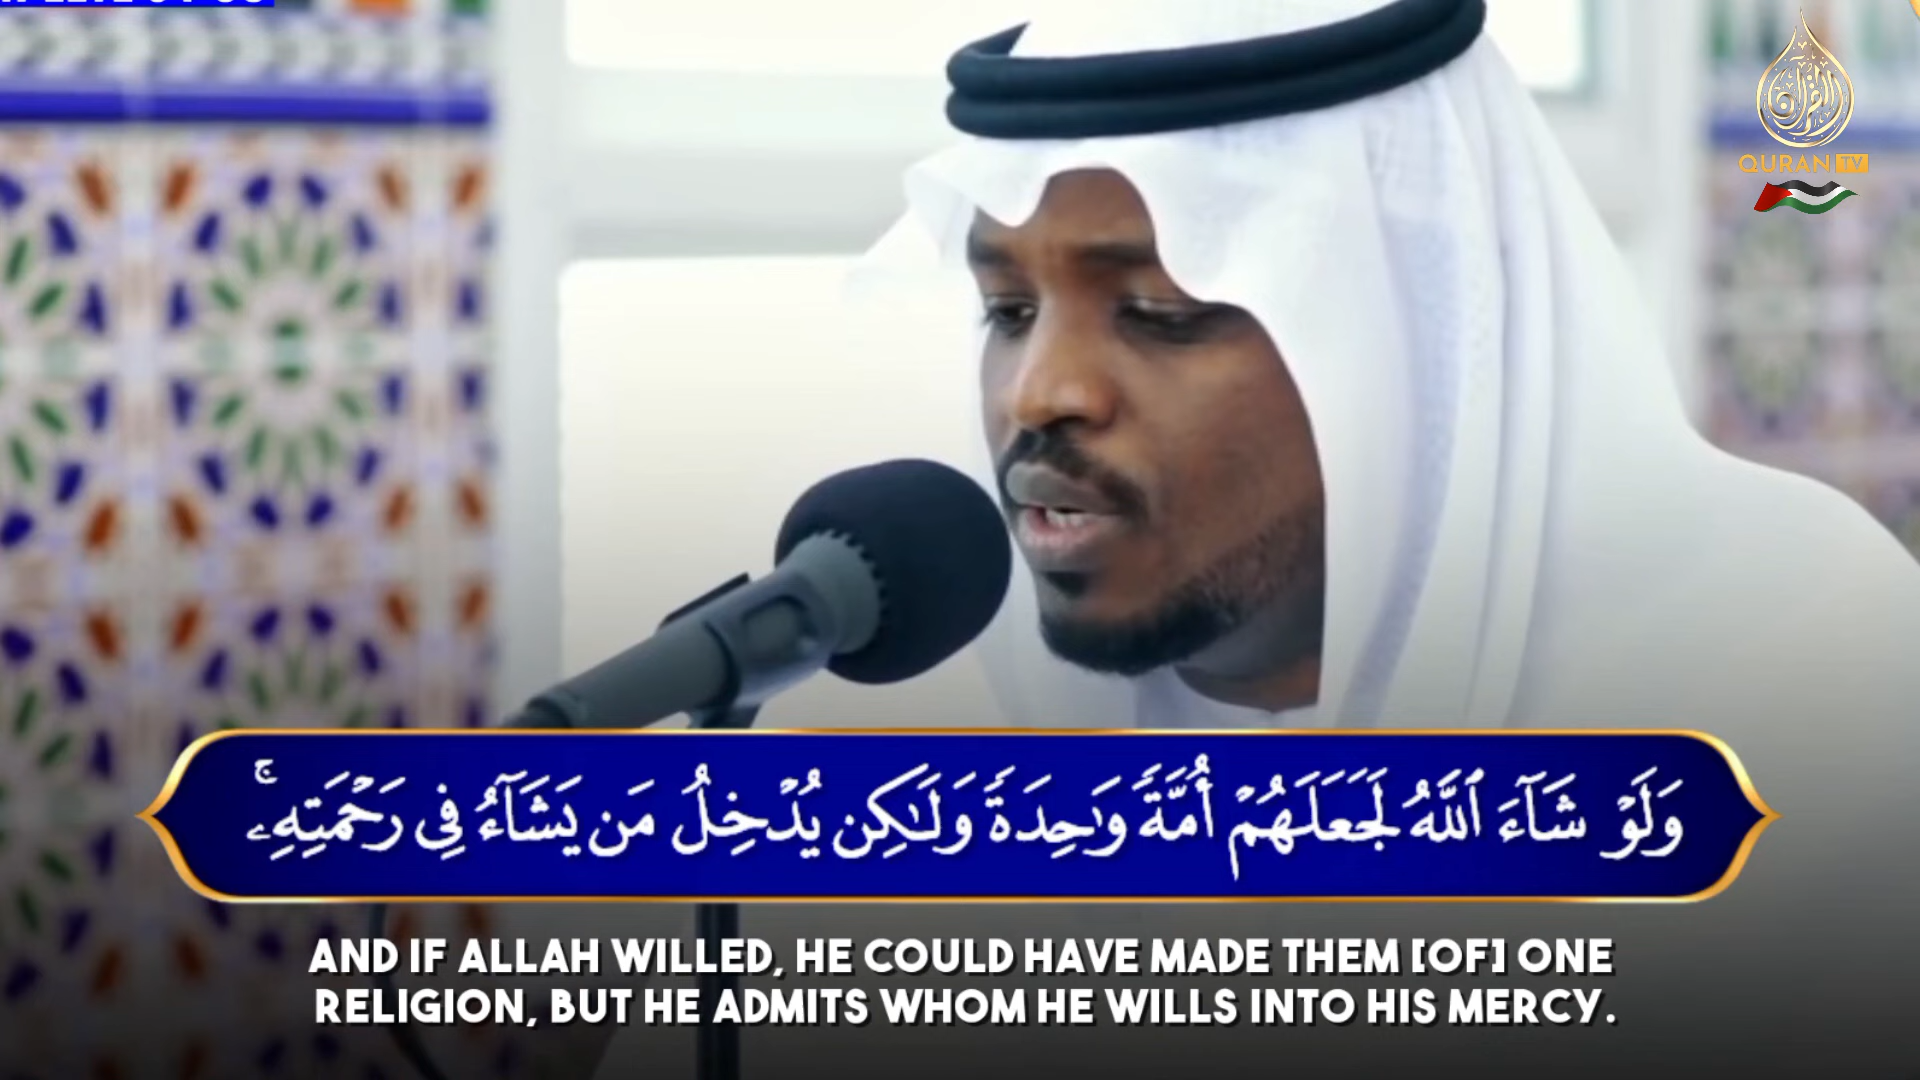 القرآن
QURAN TV
وَلَوْ شَآءَ ٱللَّهُ لَجَعَلَهُمْ أُمَّةً وَٰحِدَةً وَلَٰكِن يُدْخِلُ مَن يَشَآءُ فِى رَحْمَتِهِۦ ۚ
AND IF ALLAH WILLED, HE COULD HAVE MADE THEM [OF] ONE
RELIGION, BUT HE ADMITS WHOM HE WILLS INTO HIS MERCY.